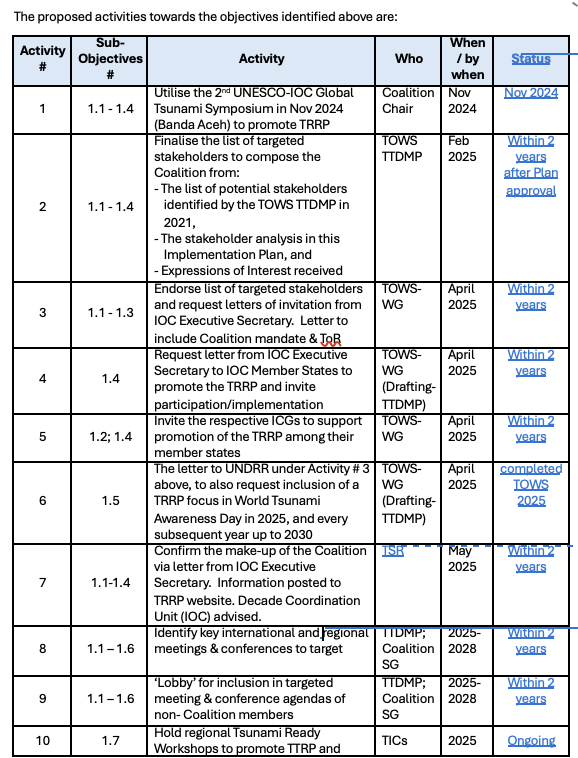 The proposed activities towards the objectives identified above are:
Activity
#
Sub-
Objectives
#
Activity
Who
When
/ by
when
Status
1
1.1 - 1.4
Utilise the 2nd UNESCO-IOC Global
Tsunami Symposium in Nov 2024
(Banda Aceh) to promote TRRP
Coalition
Chair
Nov
2024
Nov 2024
2
1.1 - 1.4
Finalise the list of targeted
stakeholders to compose the
Coalition from:
- The list of potential stakeholders
identified by the TOWS TTDMP in
2021,
- The stakeholder analysis in this
Implementation Plan, and
- Expressions of Interest received
TOWS
TTDMP
Feb
2025
Within 2
years
after Plan
approval
3
1.1 - 1.3
Endorse list of targeted stakeholders
and request letters of invitation from
IOC Executive Secretary. Letter to
include Coalition mandate & ToR
TOWS-
WG
April
2025
Within 2
years
4
1.4
Request letter from IOC Executive
Secretary to IOC Member States to
promote the TRRP and invite
participation/implementation
TOWS-
WG
(Drafting-
TTDMP)
April
2025
Within 2
years
5
1.2; 1.4
Invite the respective ICGs to support
promotion of the TRRP among their
member states
TOWS-
WG
April
2025
Within 2
years
6
1.5
The letter to UNDRR under Activity # 3
above, to also request inclusion of a
TRRP focus in World Tsunami
Awareness Day in 2025, and every
subsequent year up to 2030
TOWS-
WG
(Drafting-
TTDMP)
April
2025
completed
TOWS
2025
7
1.1-1.4
Confirm the make-up of the Coalition
via letter from IOC Executive
Secretary. Information posted to
TRRP website. Decade Coordination
Unit (IOC) advised.
TSR
May
2025
Within 2
years
8
1.1 – 1.6
Identify key international and regional
meetings & conferences to target
TTDMP;
Coalition
SG
2025-
2028
Within 2
years
9
1.1 – 1.6
‘Lobby’ for inclusion in targeted
meeting & conference agendas of
non- Coalition members
TTDMP;
Coalition
SG
2025-
2028
Within 2
years
10
1.7
Hold regional Tsunami Ready
Workshops to promote TTRP and
TICs
2025
Ongoing